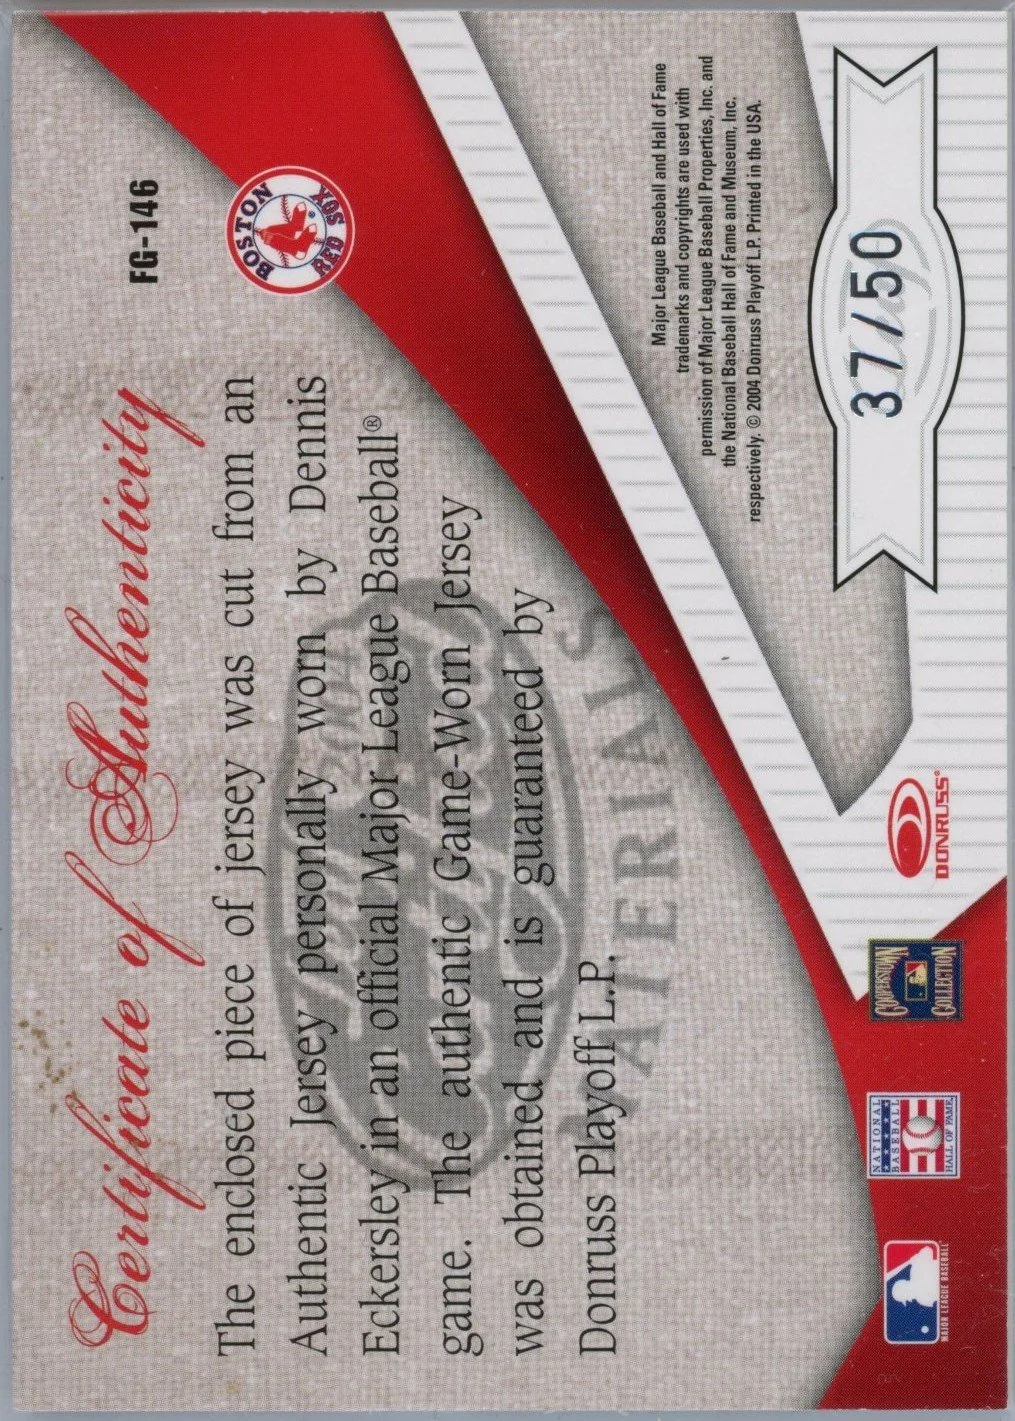 Certificate of Authenticity
FG-146
The enclosed piece of jersey was cut from an
Authentic Jersey personally worn by Dennis
Eckersley in an official Major League Baseball®
game. The authentic Game-Worn Jersey
was obtained and is guaranteed by
Donruss Playoff L.P.
2004
MATERIALS
BOSTON
RED SOX
Major League Baseball and Hall of Fame
trademarks and copyrights are used with
permission of Major League Baseball Properties, Inc. and
the National Baseball Hall of Fame and Museum, Inc.
respectively. © 2004 Donruss Playoff L.P. Printed in the USA.
37/50
MAJOR LEAGUE BASEBALL
NATIONAL
BASEBALL
HALL OF FAME
COOPERSTOWN
COLLECTION
DONRUSS